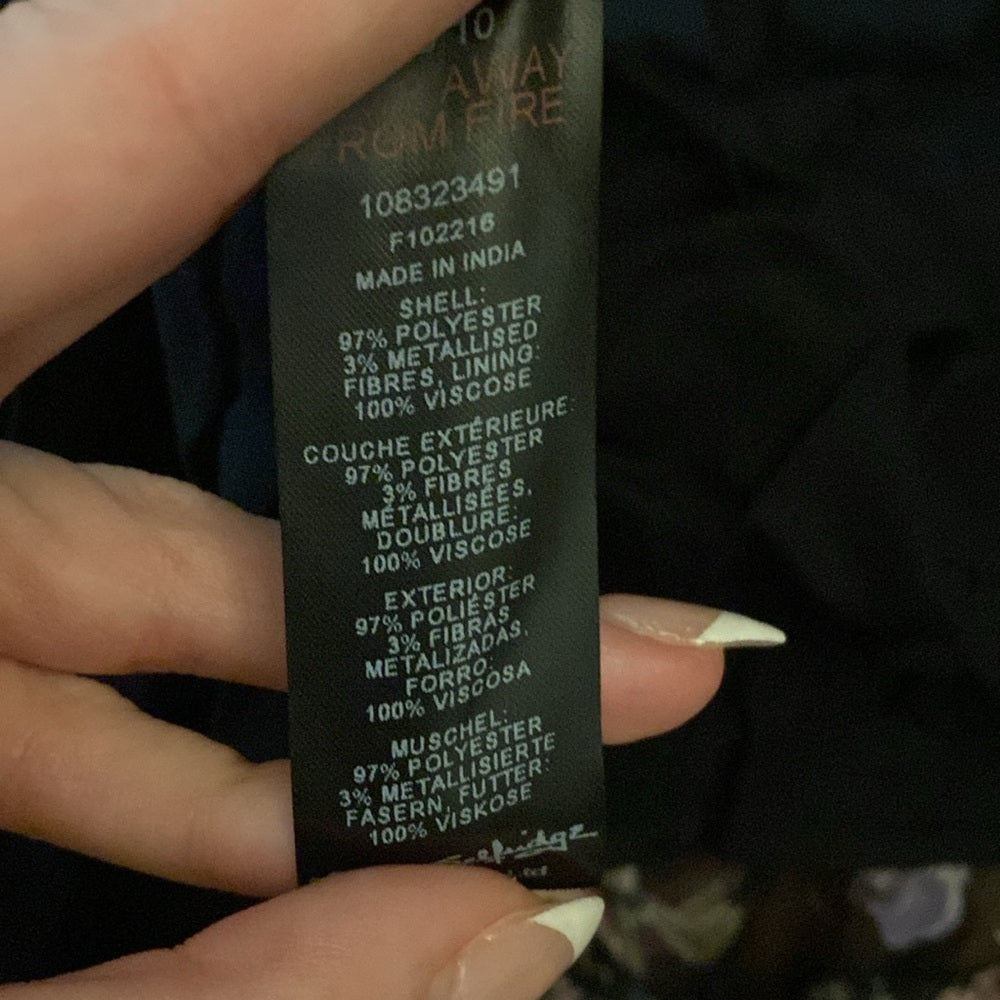 10
AWAY
FROM FIRE
108323491
F102216
MADE IN INDIA
SHELL:
97% POLYESTER
3% METALLISED
FIBRES, LINING:
100% VISCOSE
COUCHE EXTÉRIEURE:
97% POLYESTER
3% FIBRES
MÉTALLISÉES,
DOUBLURE:
100% VISCOSE
EXTERIOR:
97% POLIÉSTER
3% FIBRAS
METALIZADAS,
FORRO:
100% VISCOSA
MUSCHEL:
97% POLYESTER
3% METALLISIERTE
FASERN, FUTTER:
100% VISKOSE